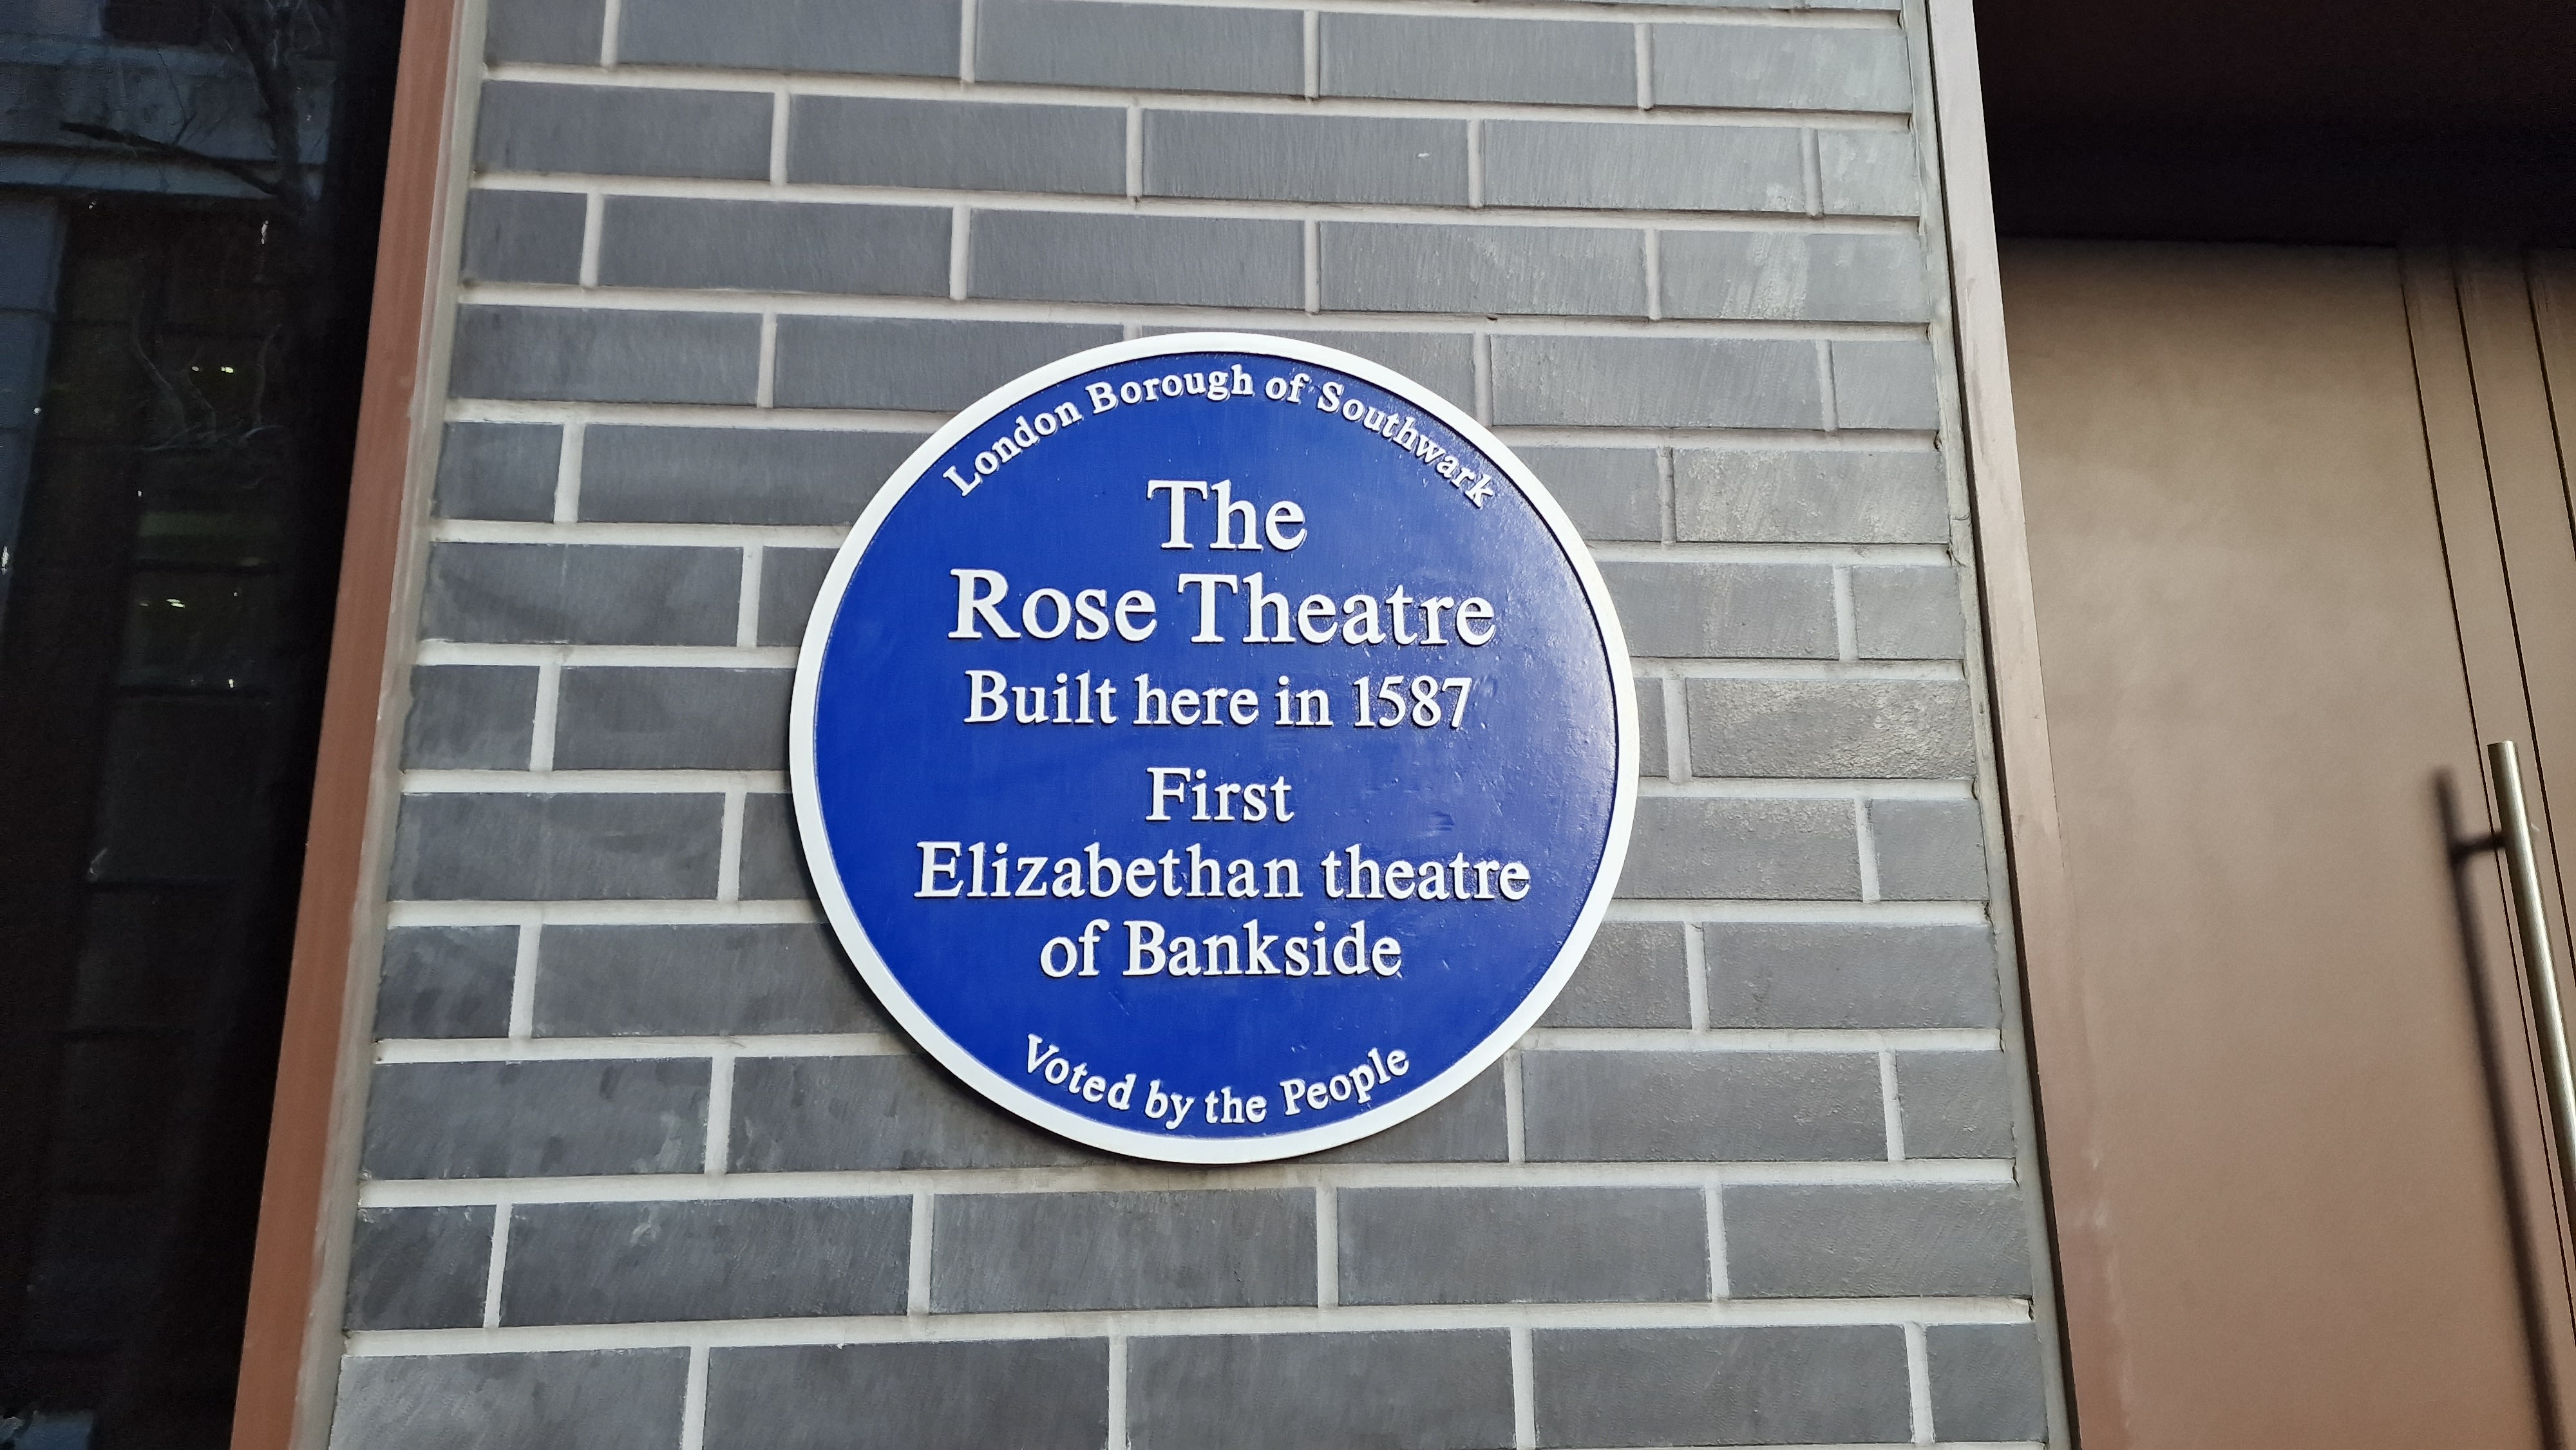 London Borough of Southwark
The
Rose Theatre
Built here in 1587
First
Elizabethan theatre
of Bankside
Voted by the People